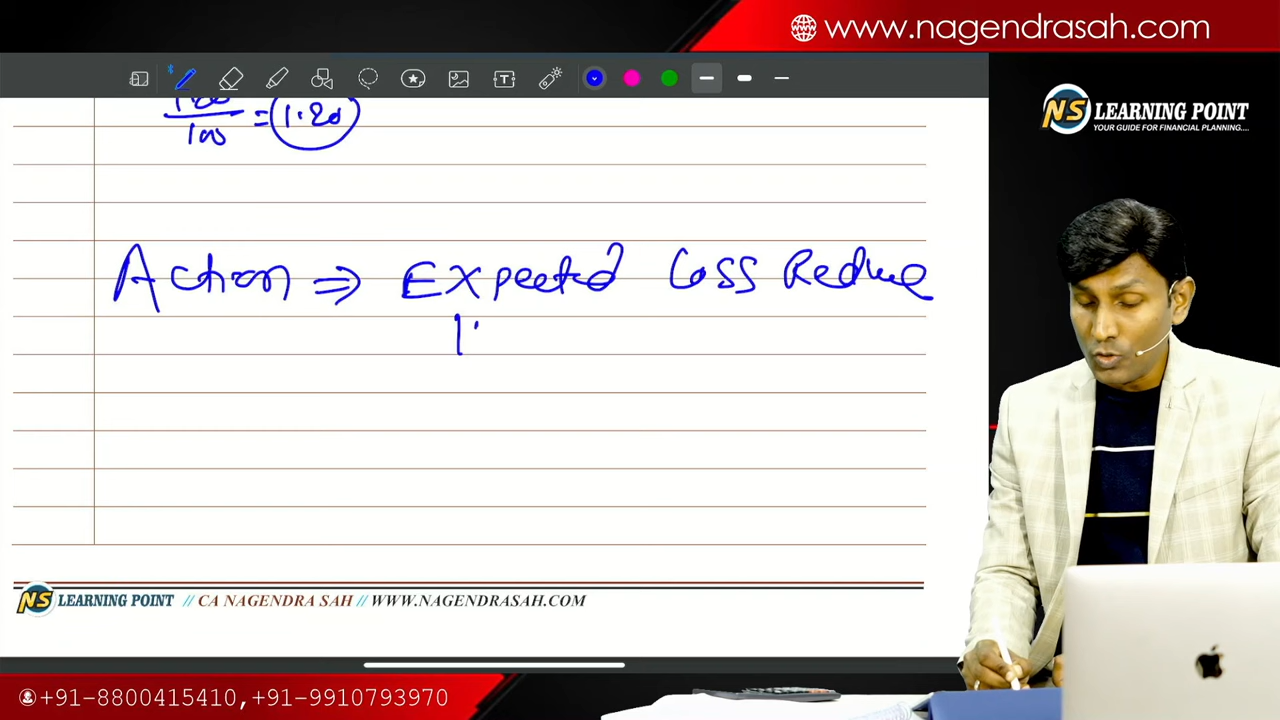 www.nagendrasah.com
NS LEARNING POINT
YOUR GUIDE FOR FINANCIAL PLANNING....
100 = 1.20
Action ⇒ Expected Loss Reduce
NS LEARNING POINT // CA NAGENDRA SAH // WWW.NAGENDRASAH.COM
+91-8800415410,+91-9910793970